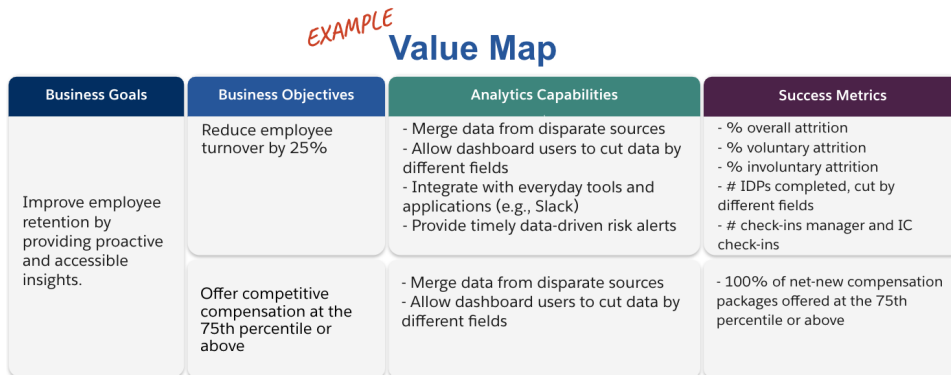 EXAMPLE
Value Map
Business Goals
Business Objectives
Analytics Capabilities
Success Metrics
Improve employee
retention by
providing proactive
and accessible
insights.
Reduce employee
turnover by 25%
- Merge data from disparate sources
- Allow dashboard users to cut data by
different fields
- Integrate with everyday tools and
applications (e.g., Slack)
- Provide timely data-driven risk alerts
- % overall attrition
- % voluntary attrition
- % involuntary attrition
- # IDPs completed, cut by
different fields
- # check-ins manager and IC
check-ins
Offer competitive
compensation at the
75th percentile or
above
- Merge data from disparate sources
- Allow dashboard users to cut data by
different fields
- 100% of net-new compensation
packages offered at the 75th
percentile or above